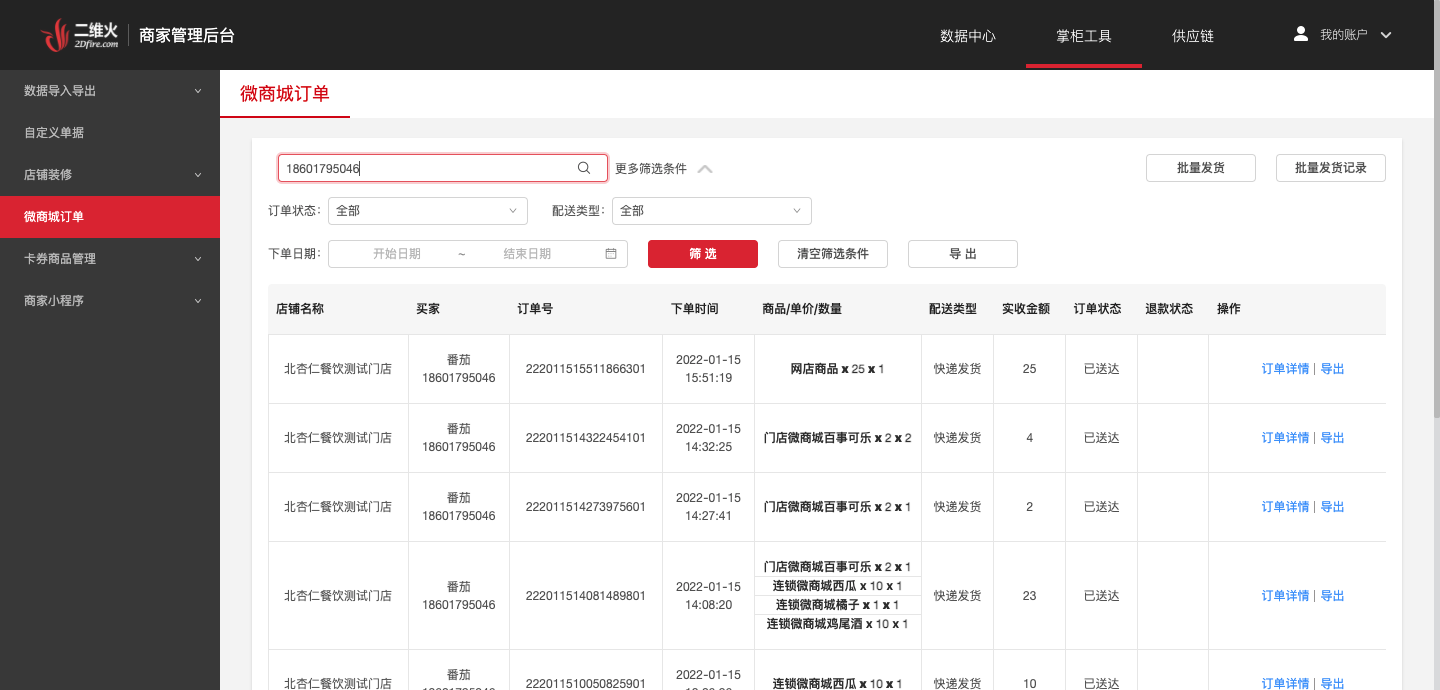 二维火 2Dfire.com 商家管理后台 数据中心 掌柜工具 供应链 我的账户
数据导入导出
自定义单据
店铺装修
微商城订单
卡券商品管理
商家小程序
微商城订单
18601795046 更多筛选条件 批量发货 批量发货记录
订单状态: 全部 配送类型: 全部
下单日期: 开始日期 ~ 结束日期 筛 选 清空筛选条件 导 出
店铺名称 买家 订单号 下单时间 商品/单价/数量 配送类型 实收金额 订单状态 退款状态 操作
北杏仁餐饮测试门店 番茄 18601795046 222011515511866301 2022-01-15 15:51:19 网店商品 x 25 x 1 快递发货 25 已送达 订单详情 | 导出
北杏仁餐饮测试门店 番茄 18601795046 222011514322454101 2022-01-15 14:32:25 门店微商城百事可乐 x 2 x 2 快递发货 4 已送达 订单详情 | 导出
北杏仁餐饮测试门店 番茄 18601795046 222011514273975601 2022-01-15 14:27:41 门店微商城百事可乐 x 2 x 1 快递发货 2 已送达 订单详情 | 导出
北杏仁餐饮测试门店 番茄 18601795046 222011514081489801 2022-01-15 14:08:20 门店微商城百事可乐 x 2 x 1
连锁微商城西瓜 x 10 x 1
连锁微商城橘子 x 1 x 1
连锁微商城鸡尾酒 x 10 x 1 快递发货 23 已送达 订单详情 | 导出
北杏仁餐饮测试门店 番茄 222011510050825901 2022-01-15 连锁微商城西瓜 x 10 x 1 快递发货 10 已送达 订单详情 | 导出